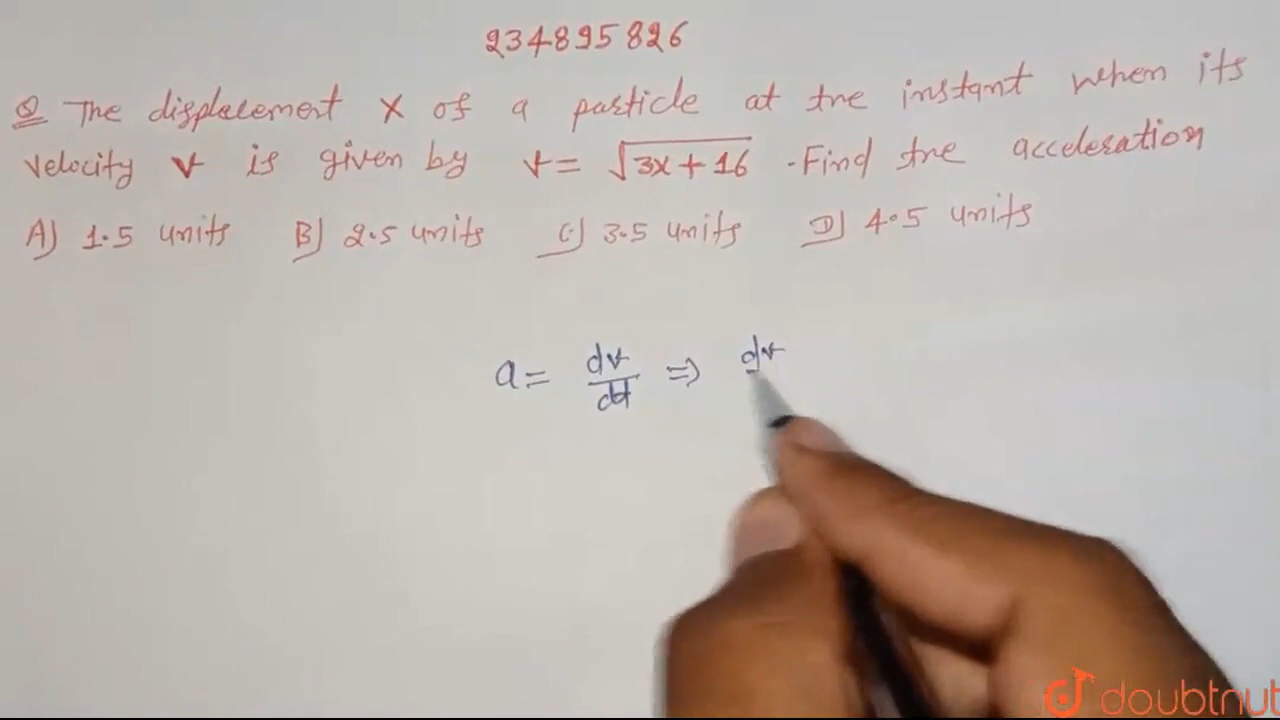 234895826
Q The displacement x of a particle at the instant when its
velocity v is given by v = √3x+16 . Find the acceleration
A) 1.5 units B) 2.5 units C) 3.5 units D) 4.5 units
a = dv/dt ⇒ dv
doubtnut